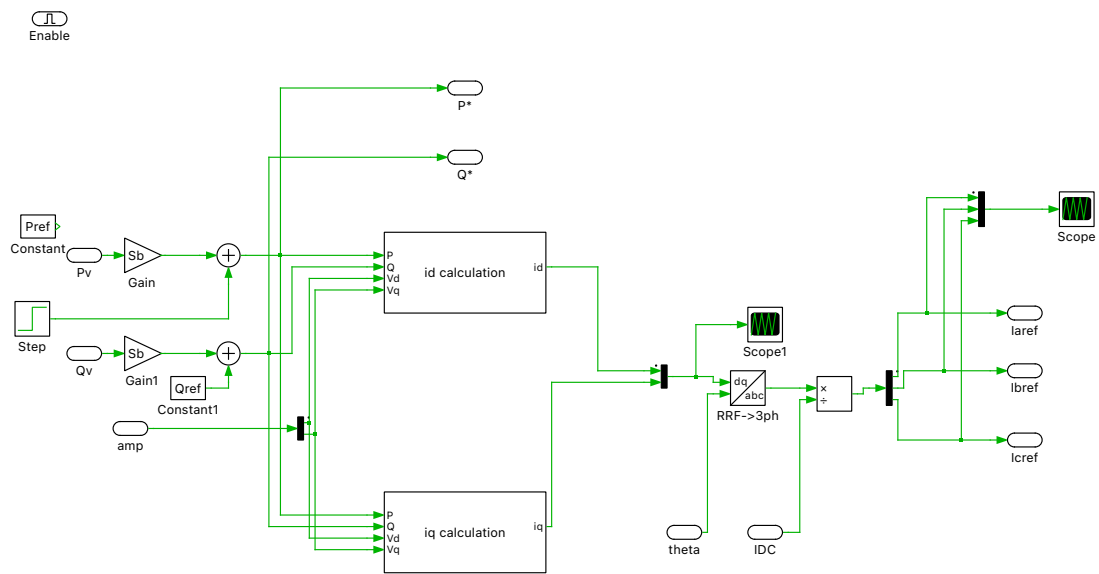 Enable
P*
Q*
Pref
Constant
Pv
Sb
Gain
Step
Qv
Sb
Gain1
Qref
Constant1
amp
P
Q
Vd
Vq
id calculation
id
P
Q
Vd
Vq
iq calculation
iq
Scope1
dq
abc
RRF->3ph
×
÷
theta
IDC
Scope
Iaref
Ibref
Icref